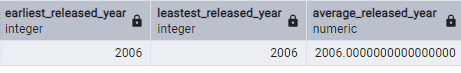 earliest_released_year leastest_released_year average_released_year
integer integer numeric
2006 2006 2006.0000000000000000